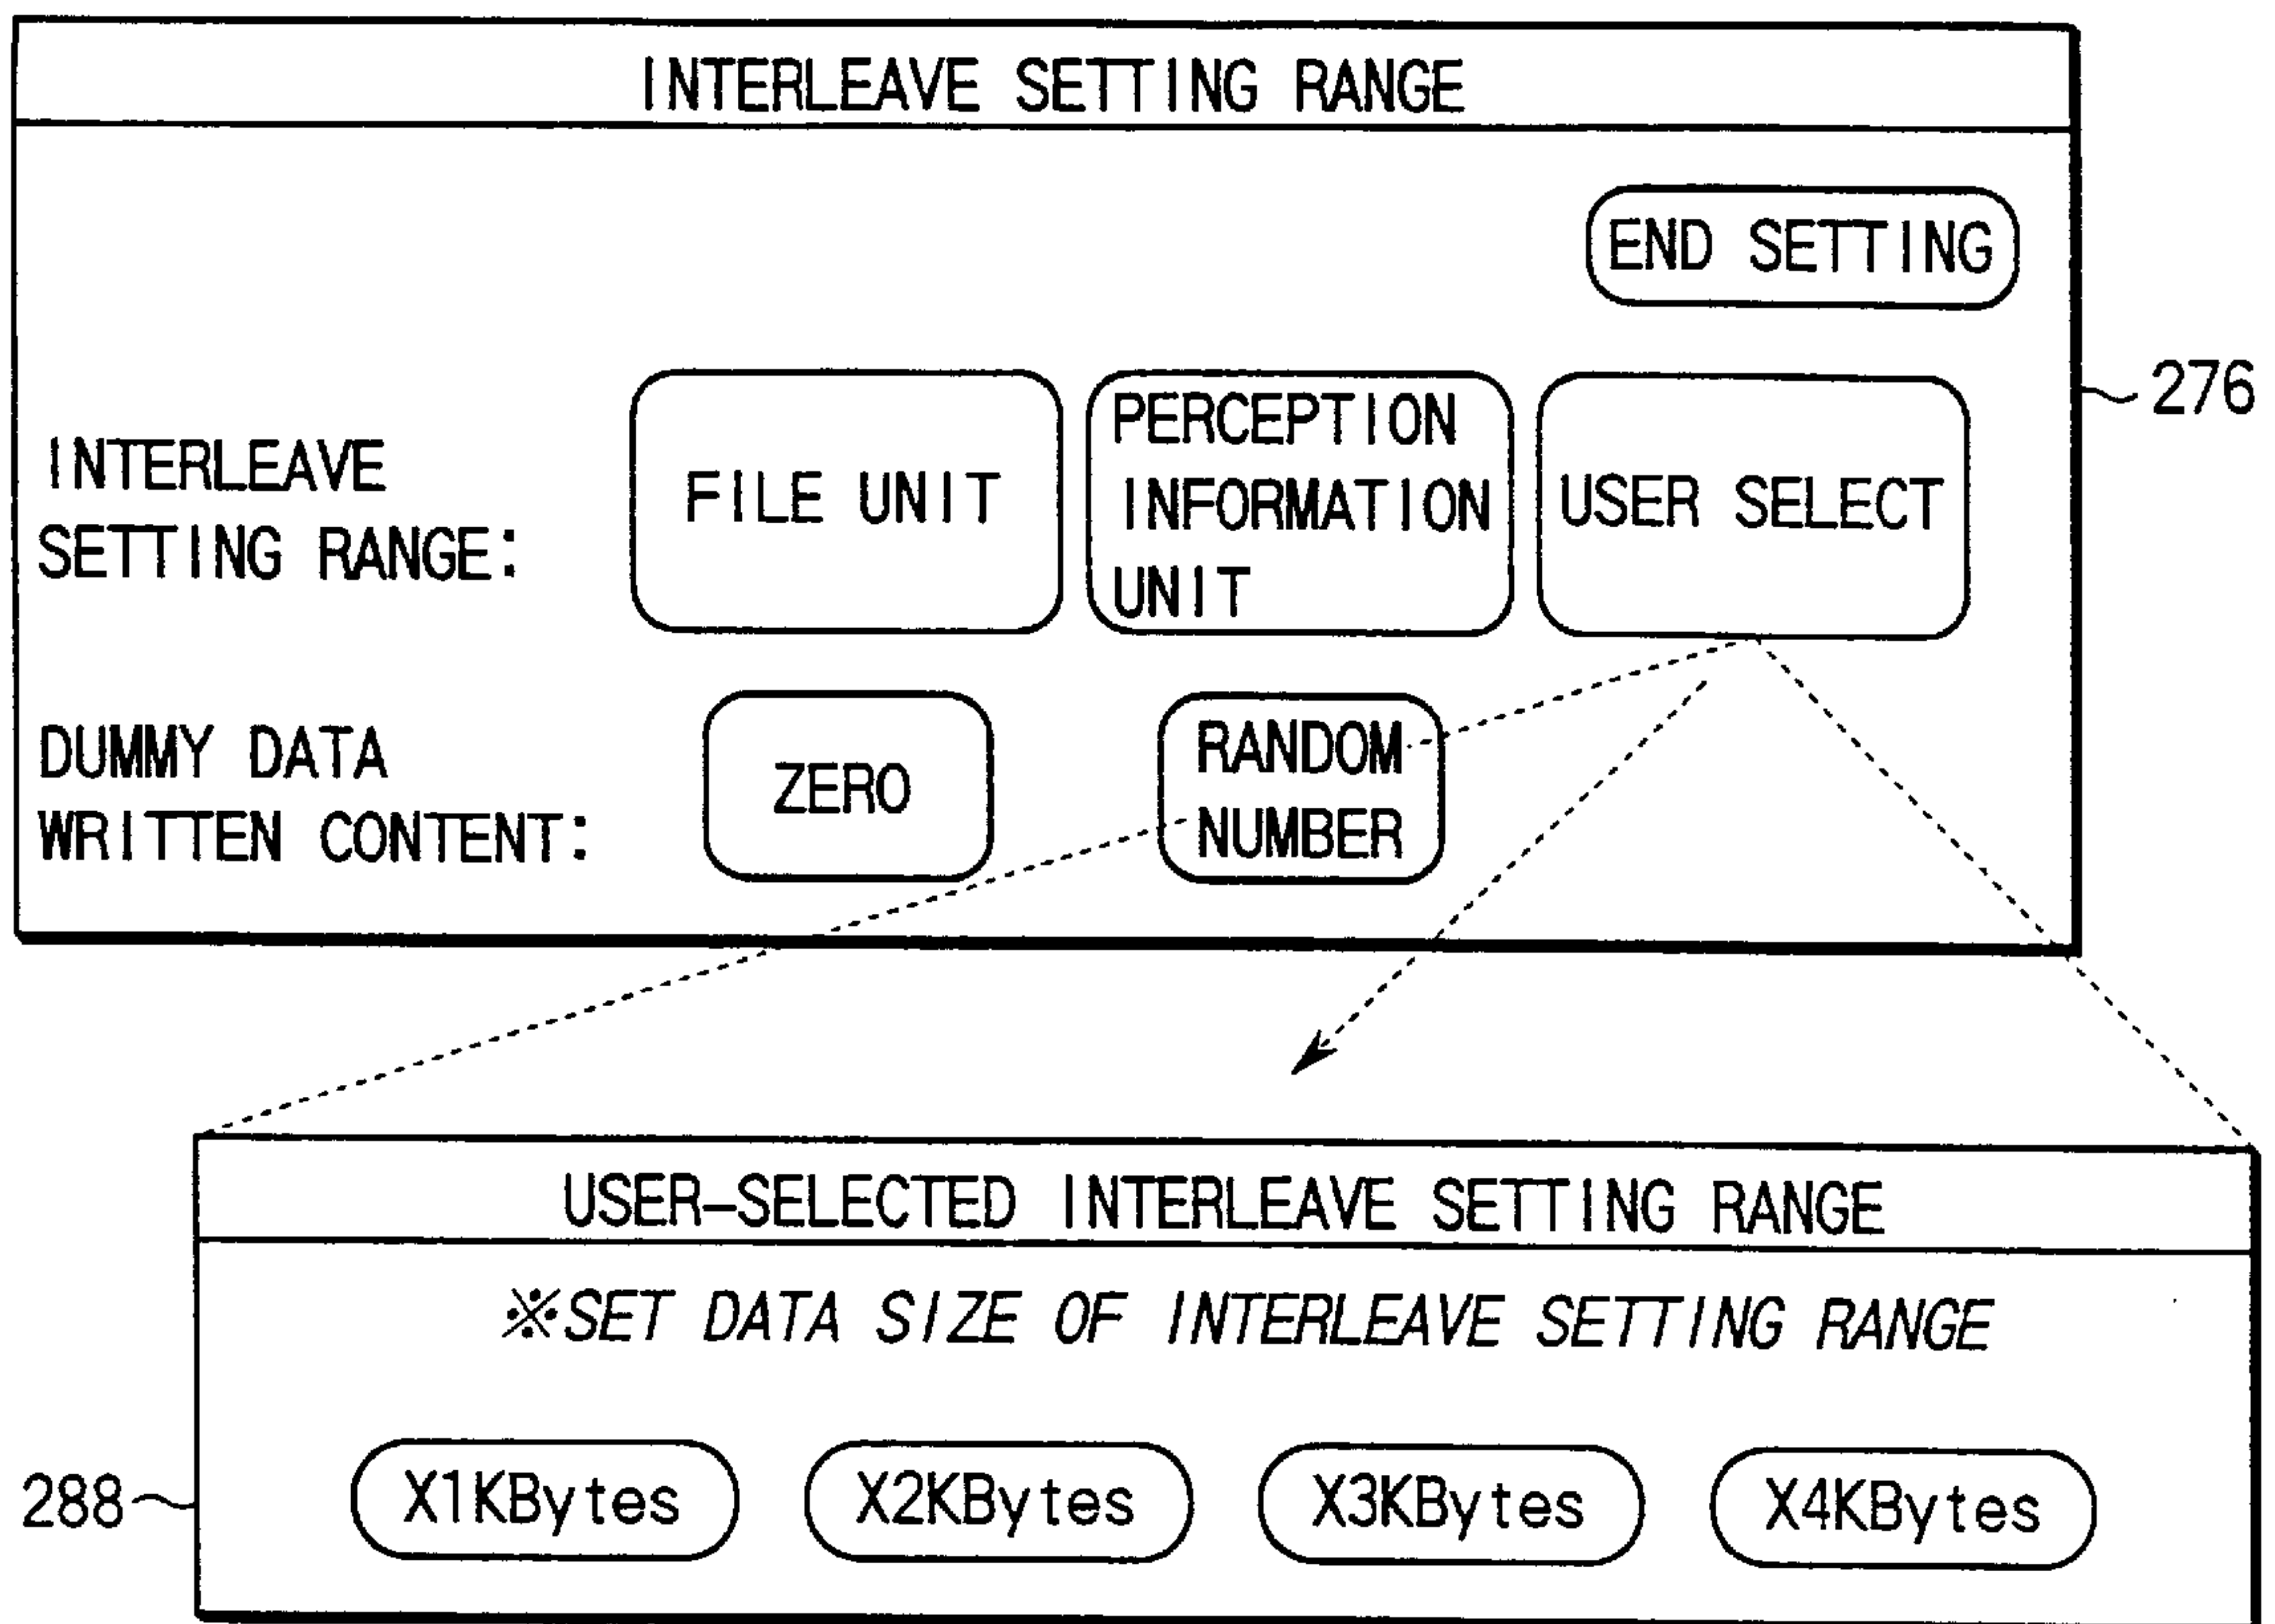 INTERLEAVE SETTING RANGE
END SETTING
276
INTERLEAVE
SETTING RANGE:
FILE UNIT
PERCEPTION
INFORMATION
UNIT
USER SELECT
DUMMY DATA
WRITTEN CONTENT:
ZERO
RANDOM
NUMBER
USER-SELECTED INTERLEAVE SETTING RANGE
※SET DATA SIZE OF INTERLEAVE SETTING RANGE
288
X1KBytes
X2KBytes
X3KBytes
X4KBytes